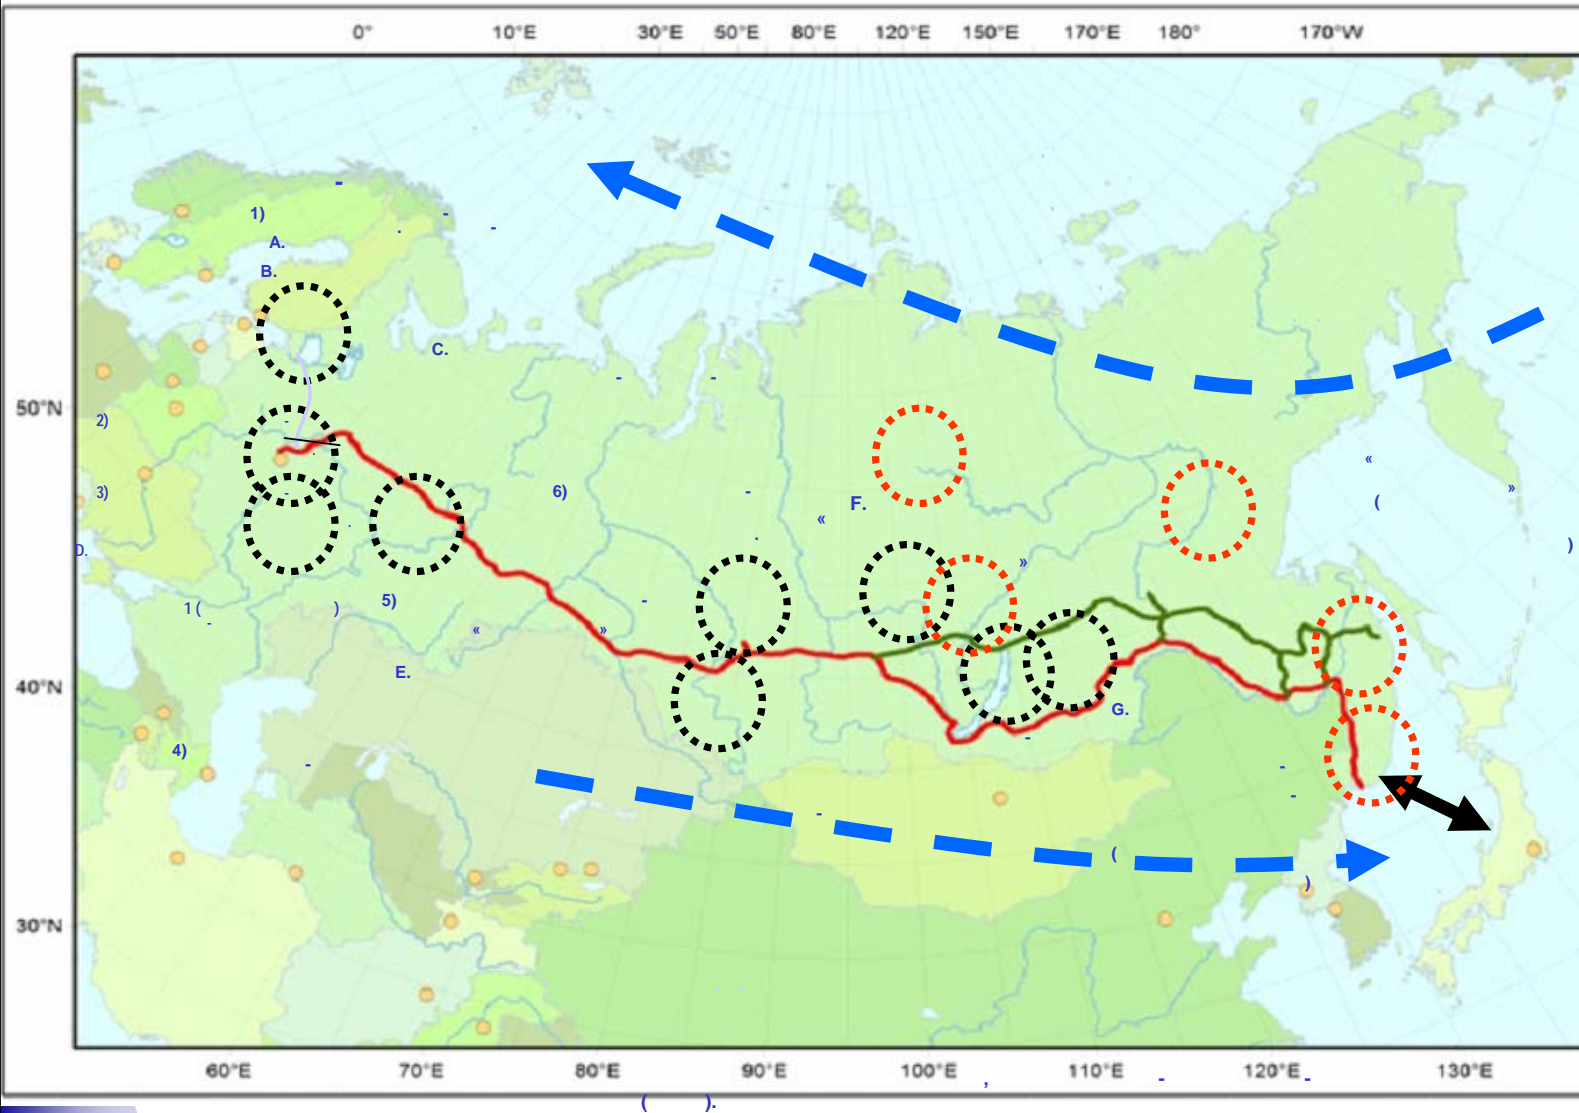 0° 10°E 30°E 50°E 80°E 120°E 150°E 170°E 180° 170°W
-
1) -
. -
A.
B.
C.
- -
50°N
2) -
. «
6) - »
3) - F. (
« 
. .
D. )
» 
5) -
1 ( )
- « »
E.
40°N
G.
-
4)
- -
-
-
(
)
30°N
60°E 70°E 80°E 90°E 100°E 110°E 120°E 130°E
, - -
( ).